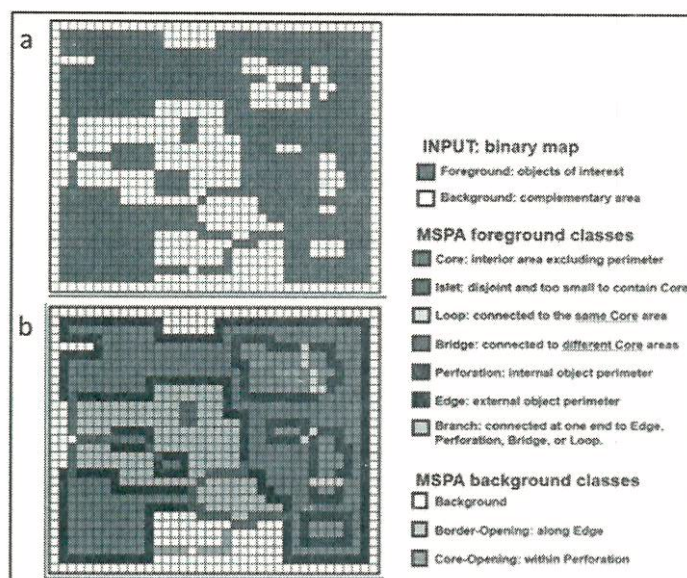 a
b
INPUT: binary map
Foreground: objects of interest
Background: complementary area
MSPA foreground classes
Core: interior area excluding perimeter
Islet: disjoint and too small to contain Core
Loop: connected to the same Core area
Bridge: connected to different Core areas
Perforation: internal object perimeter
Edge: external object perimeter
Branch: connected at one end to Edge,
Perforation, Bridge, or Loop.
MSPA background classes
Background
Border-Opening: along Edge
Core-Opening: within Perforation